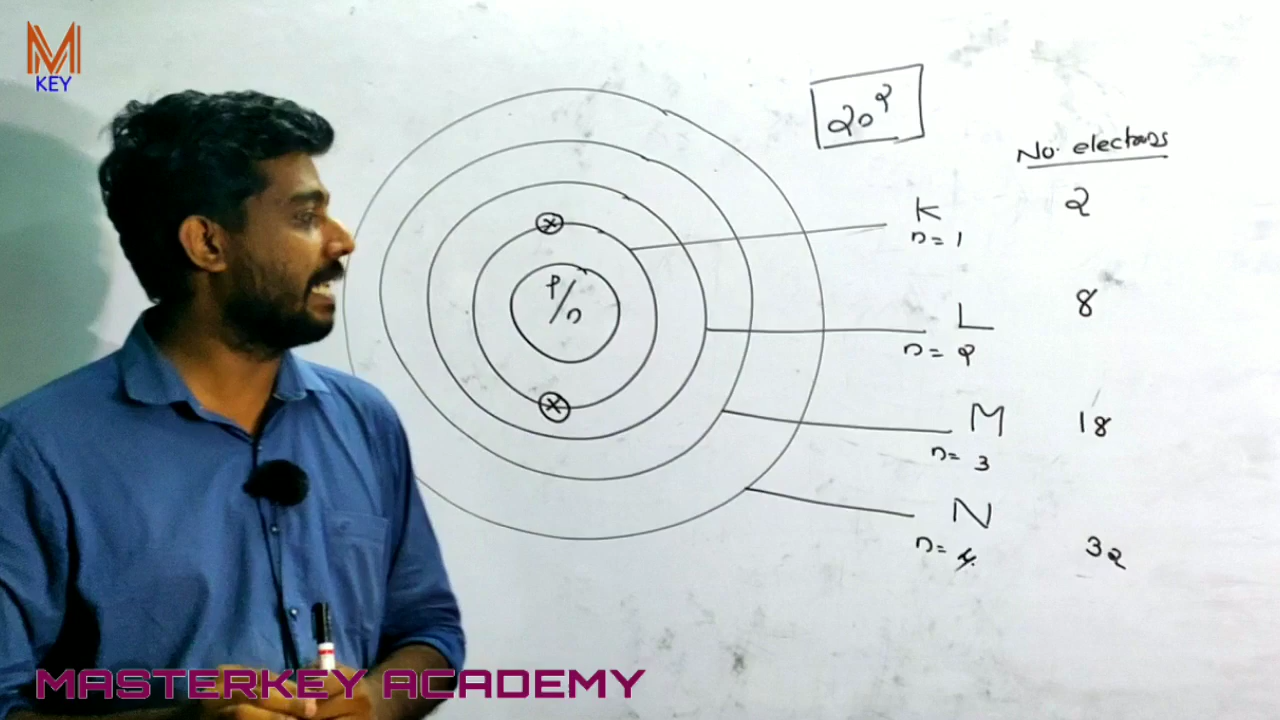 M
KEY
2n²
No. electrons
K
2
n=1
P/n
L
8
n=2
M
18
n=3
N
32
n=4
MASTERKEY ACADEMY